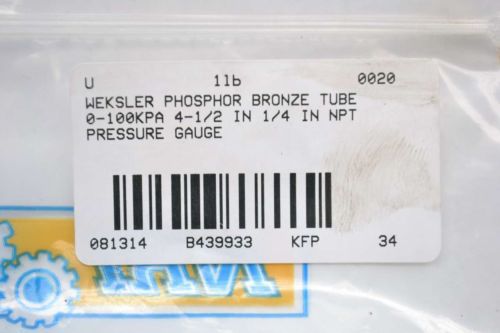 U 1lb 0020
WEKSLER PHOSPHOR BRONZE TUBE
0-100KPA 4-1/2 IN 1/4 IN NPT
PRESSURE GAUGE
081314 B439933 KFP 34